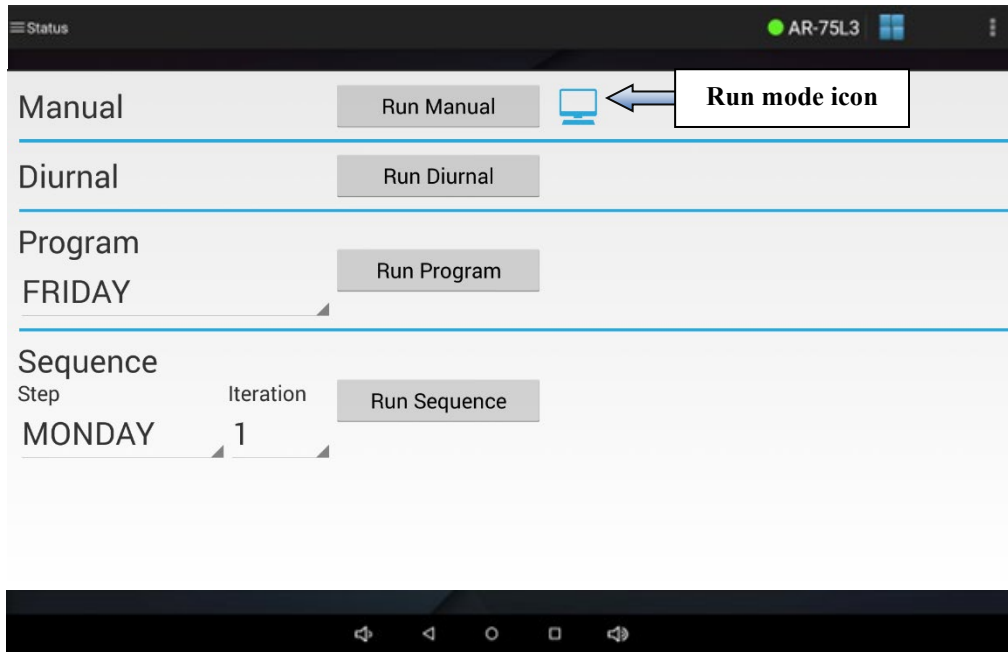 Status
AR-75L3
Manual
Run Manual
Run mode icon
Diurnal
Run Diurnal
Program
FRIDAY
Run Program
Sequence
Step
Iteration
MONDAY
1
Run Sequence